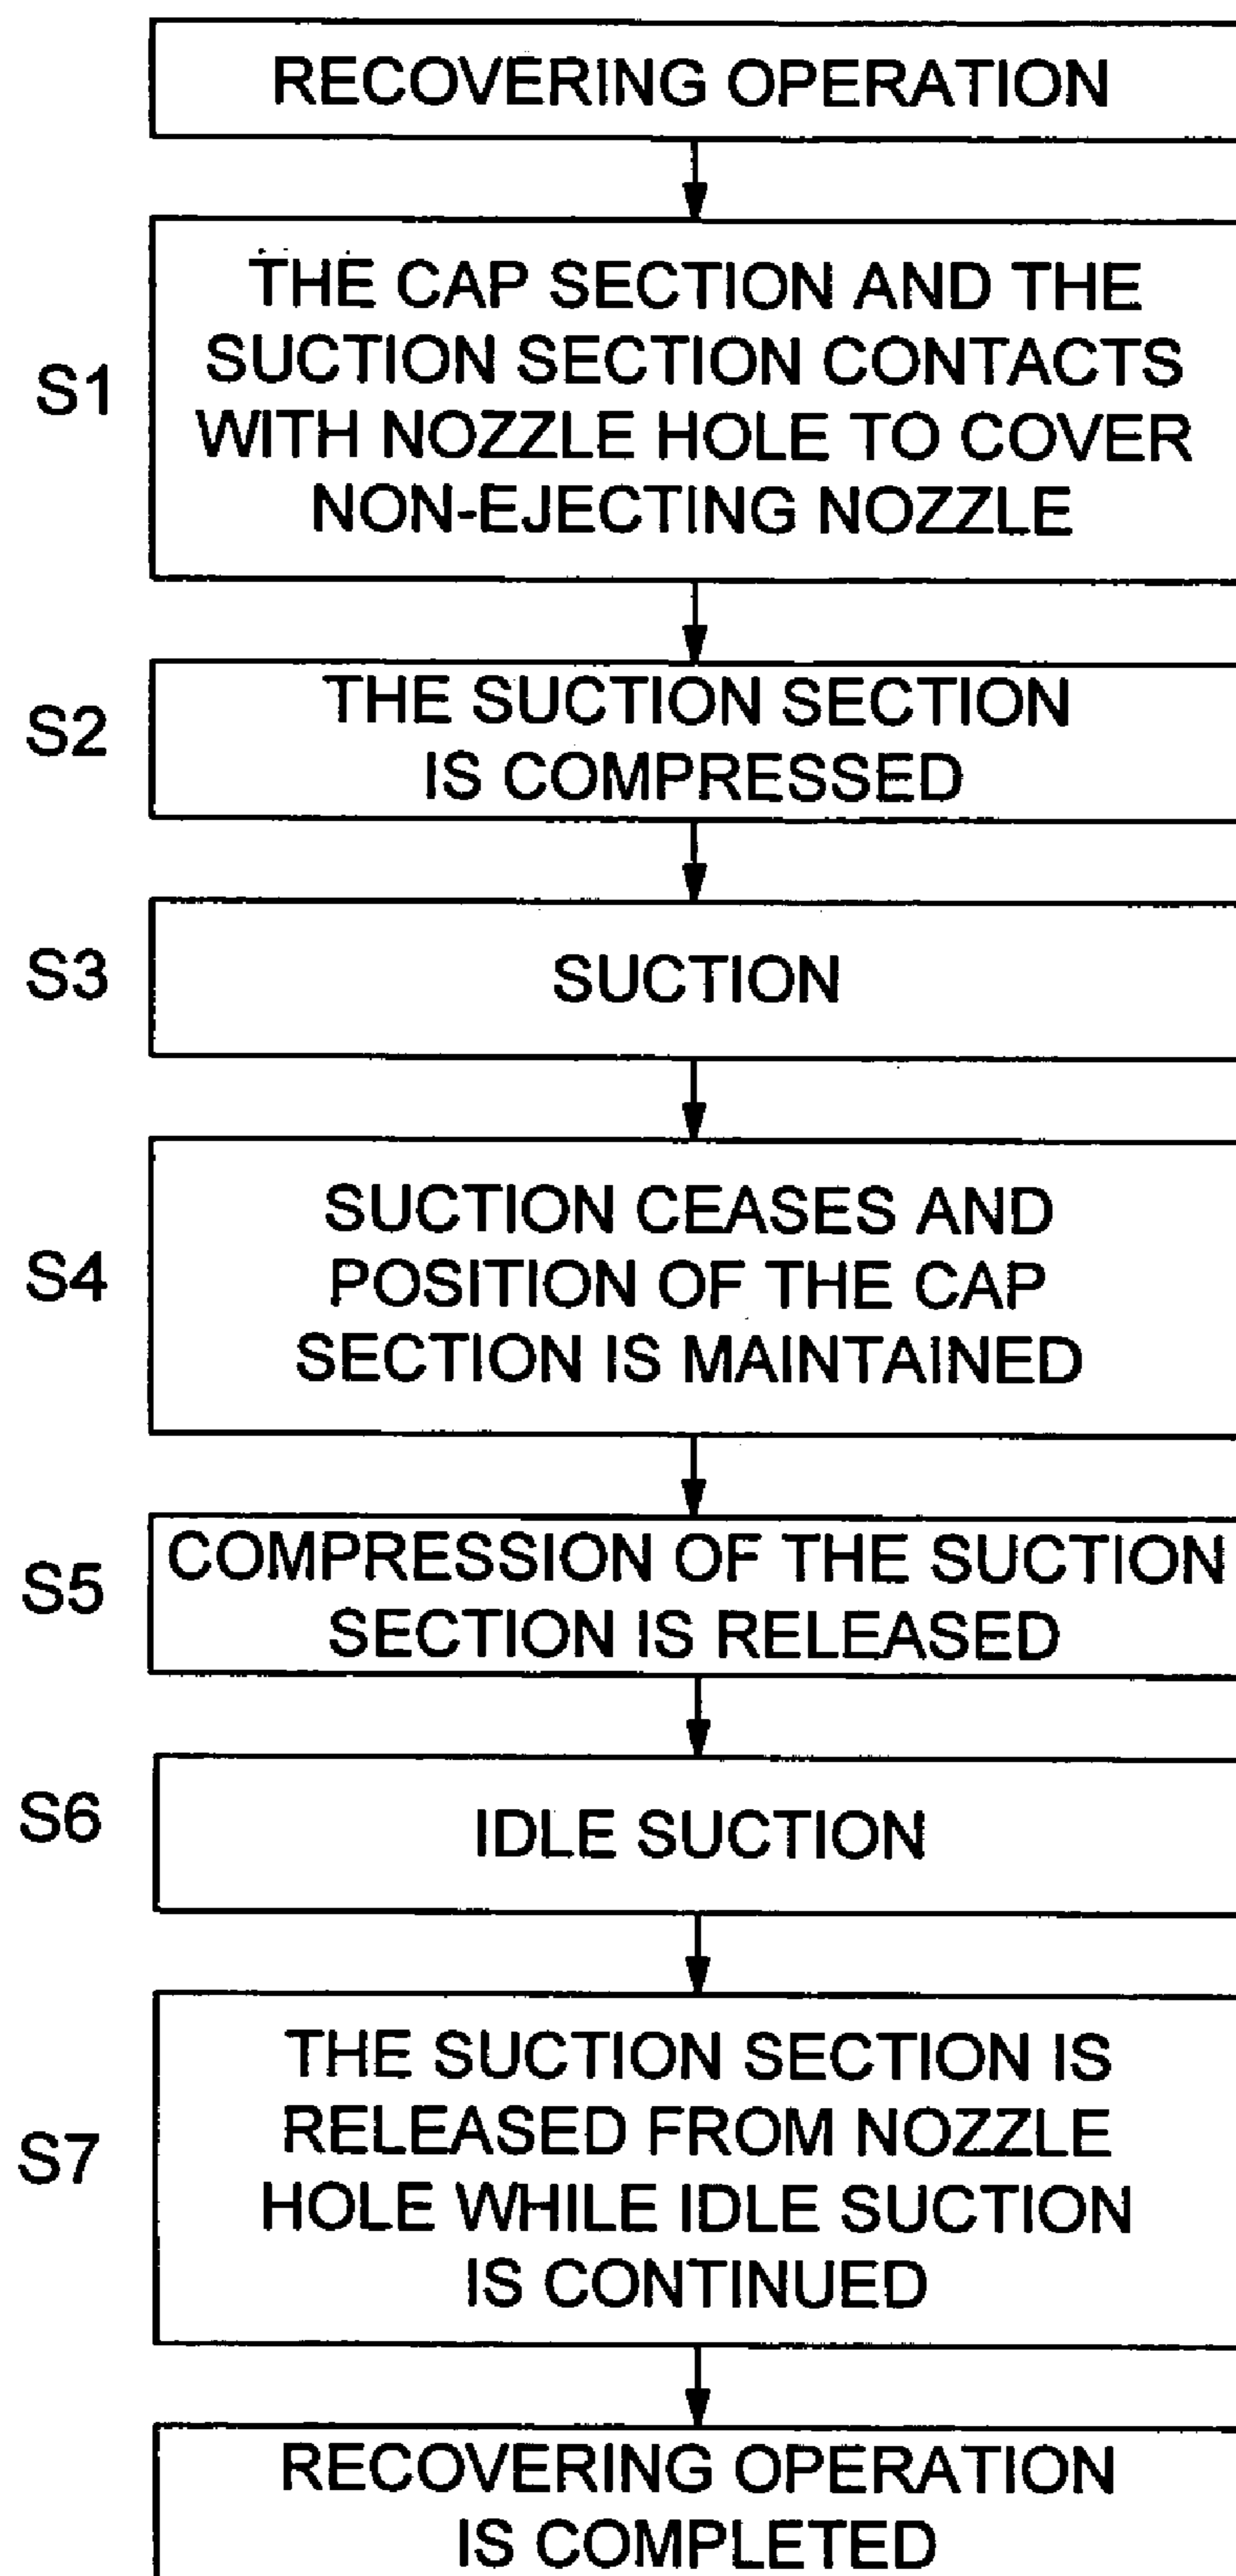 RECOVERING OPERATION
S1
THE CAP SECTION AND THE
SUCTION SECTION CONTACTS
WITH NOZZLE HOLE TO COVER
NON-EJECTING NOZZLE
S2
THE SUCTION SECTION
IS COMPRESSED
S3
SUCTION
S4
SUCTION CEASES AND
POSITION OF THE CAP
SECTION IS MAINTAINED
S5
COMPRESSION OF THE SUCTION
SECTION IS RELEASED
S6
IDLE SUCTION
S7
THE SUCTION SECTION IS
RELEASED FROM NOZZLE
HOLE WHILE IDLE SUCTION
IS CONTINUED
RECOVERING OPERATION
IS COMPLETED